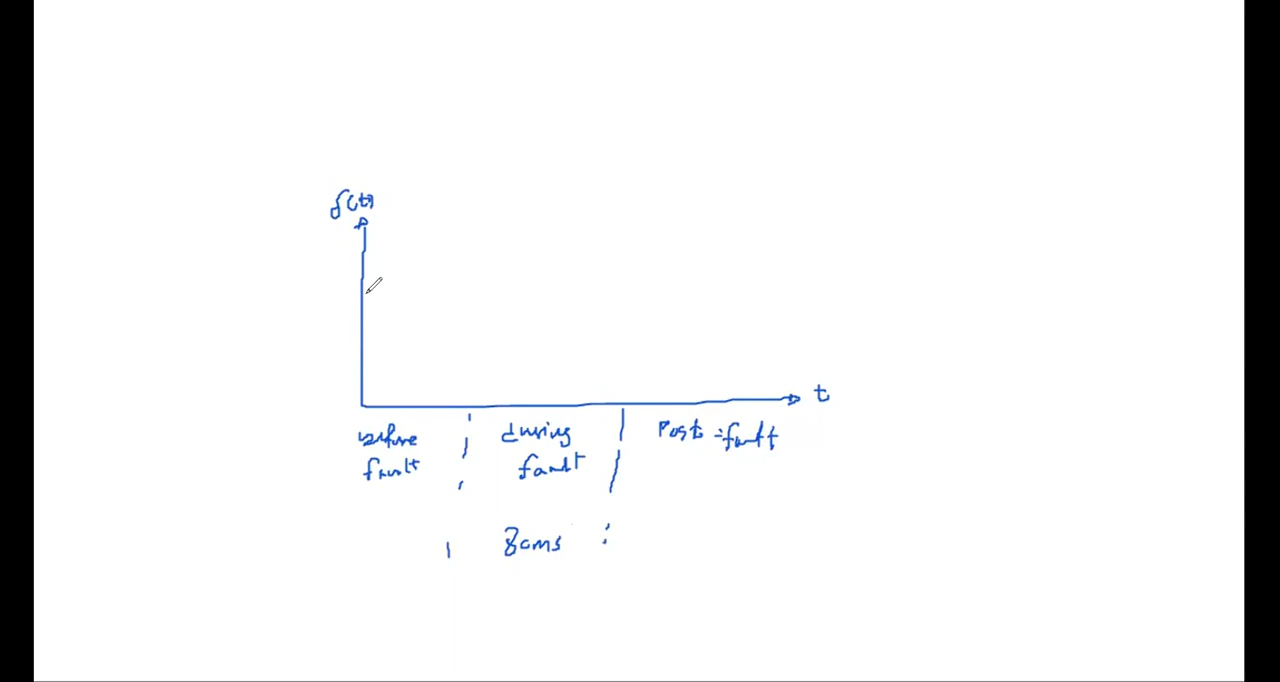 δ(t)
t
before
fault
during
fault
Post-fault
80ms